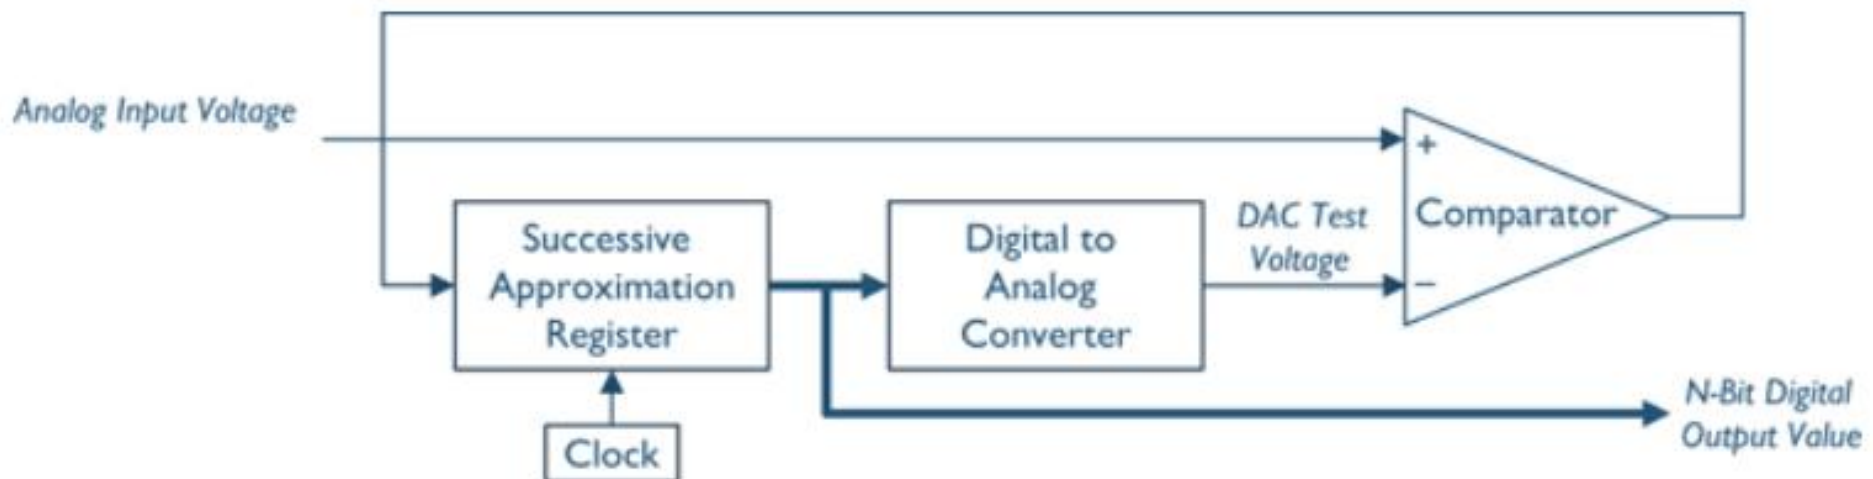 Analog Input Voltage
+
Successive
Approximation
Register
Digital to
Analog
Converter
DAC Test
Voltage
Comparator
−
Clock
N-Bit Digital
Output Value